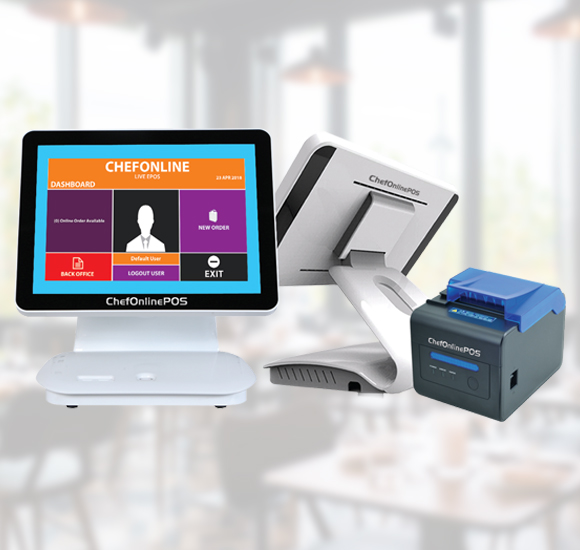 CHEFONLINE
LIVE EPOS
DASHBOARD
23 APR 2018
(0) Online Order Available
NEW ORDER
Default User
BACK OFFICE
LOGOUT USER
EXIT
ChefOnlinePOS
ChefOnlinePOS
ChefOnlinePOS